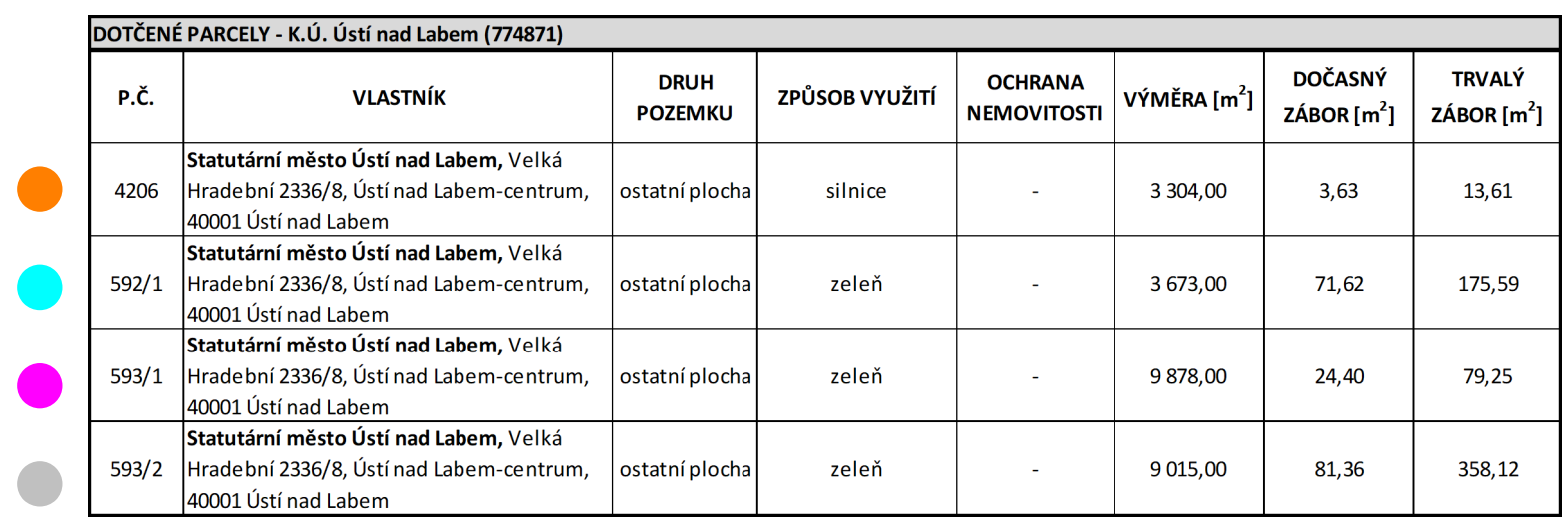 DOTČENÉ PARCELY - K.Ú. Ústí nad Labem (774871)
P.Č. VLASTNÍK DRUH POZEMKU ZPŮSOB VYUŽITÍ OCHRANA NEMOVITOSTI VÝMĚRA [m²] DOČASNÝ ZÁBOR [m²] TRVALÝ ZÁBOR [m²]
Statutární město Ústí nad Labem, Velká
4206 Hradební 2336/8, Ústí nad Labem-centrum, ostatní plocha silnice - 3 304,00 3,63 13,61
40001 Ústí nad Labem
Statutární město Ústí nad Labem, Velká
592/1 Hradební 2336/8, Ústí nad Labem-centrum, ostatní plocha zeleň - 3 673,00 71,62 175,59
40001 Ústí nad Labem
Statutární město Ústí nad Labem, Velká
593/1 Hradební 2336/8, Ústí nad Labem-centrum, ostatní plocha zeleň - 9 878,00 24,40 79,25
40001 Ústí nad Labem
Statutární město Ústí nad Labem, Velká
593/2 Hradební 2336/8, Ústí nad Labem-centrum, ostatní plocha zeleň - 9 015,00 81,36 358,12
40001 Ústí nad Labem